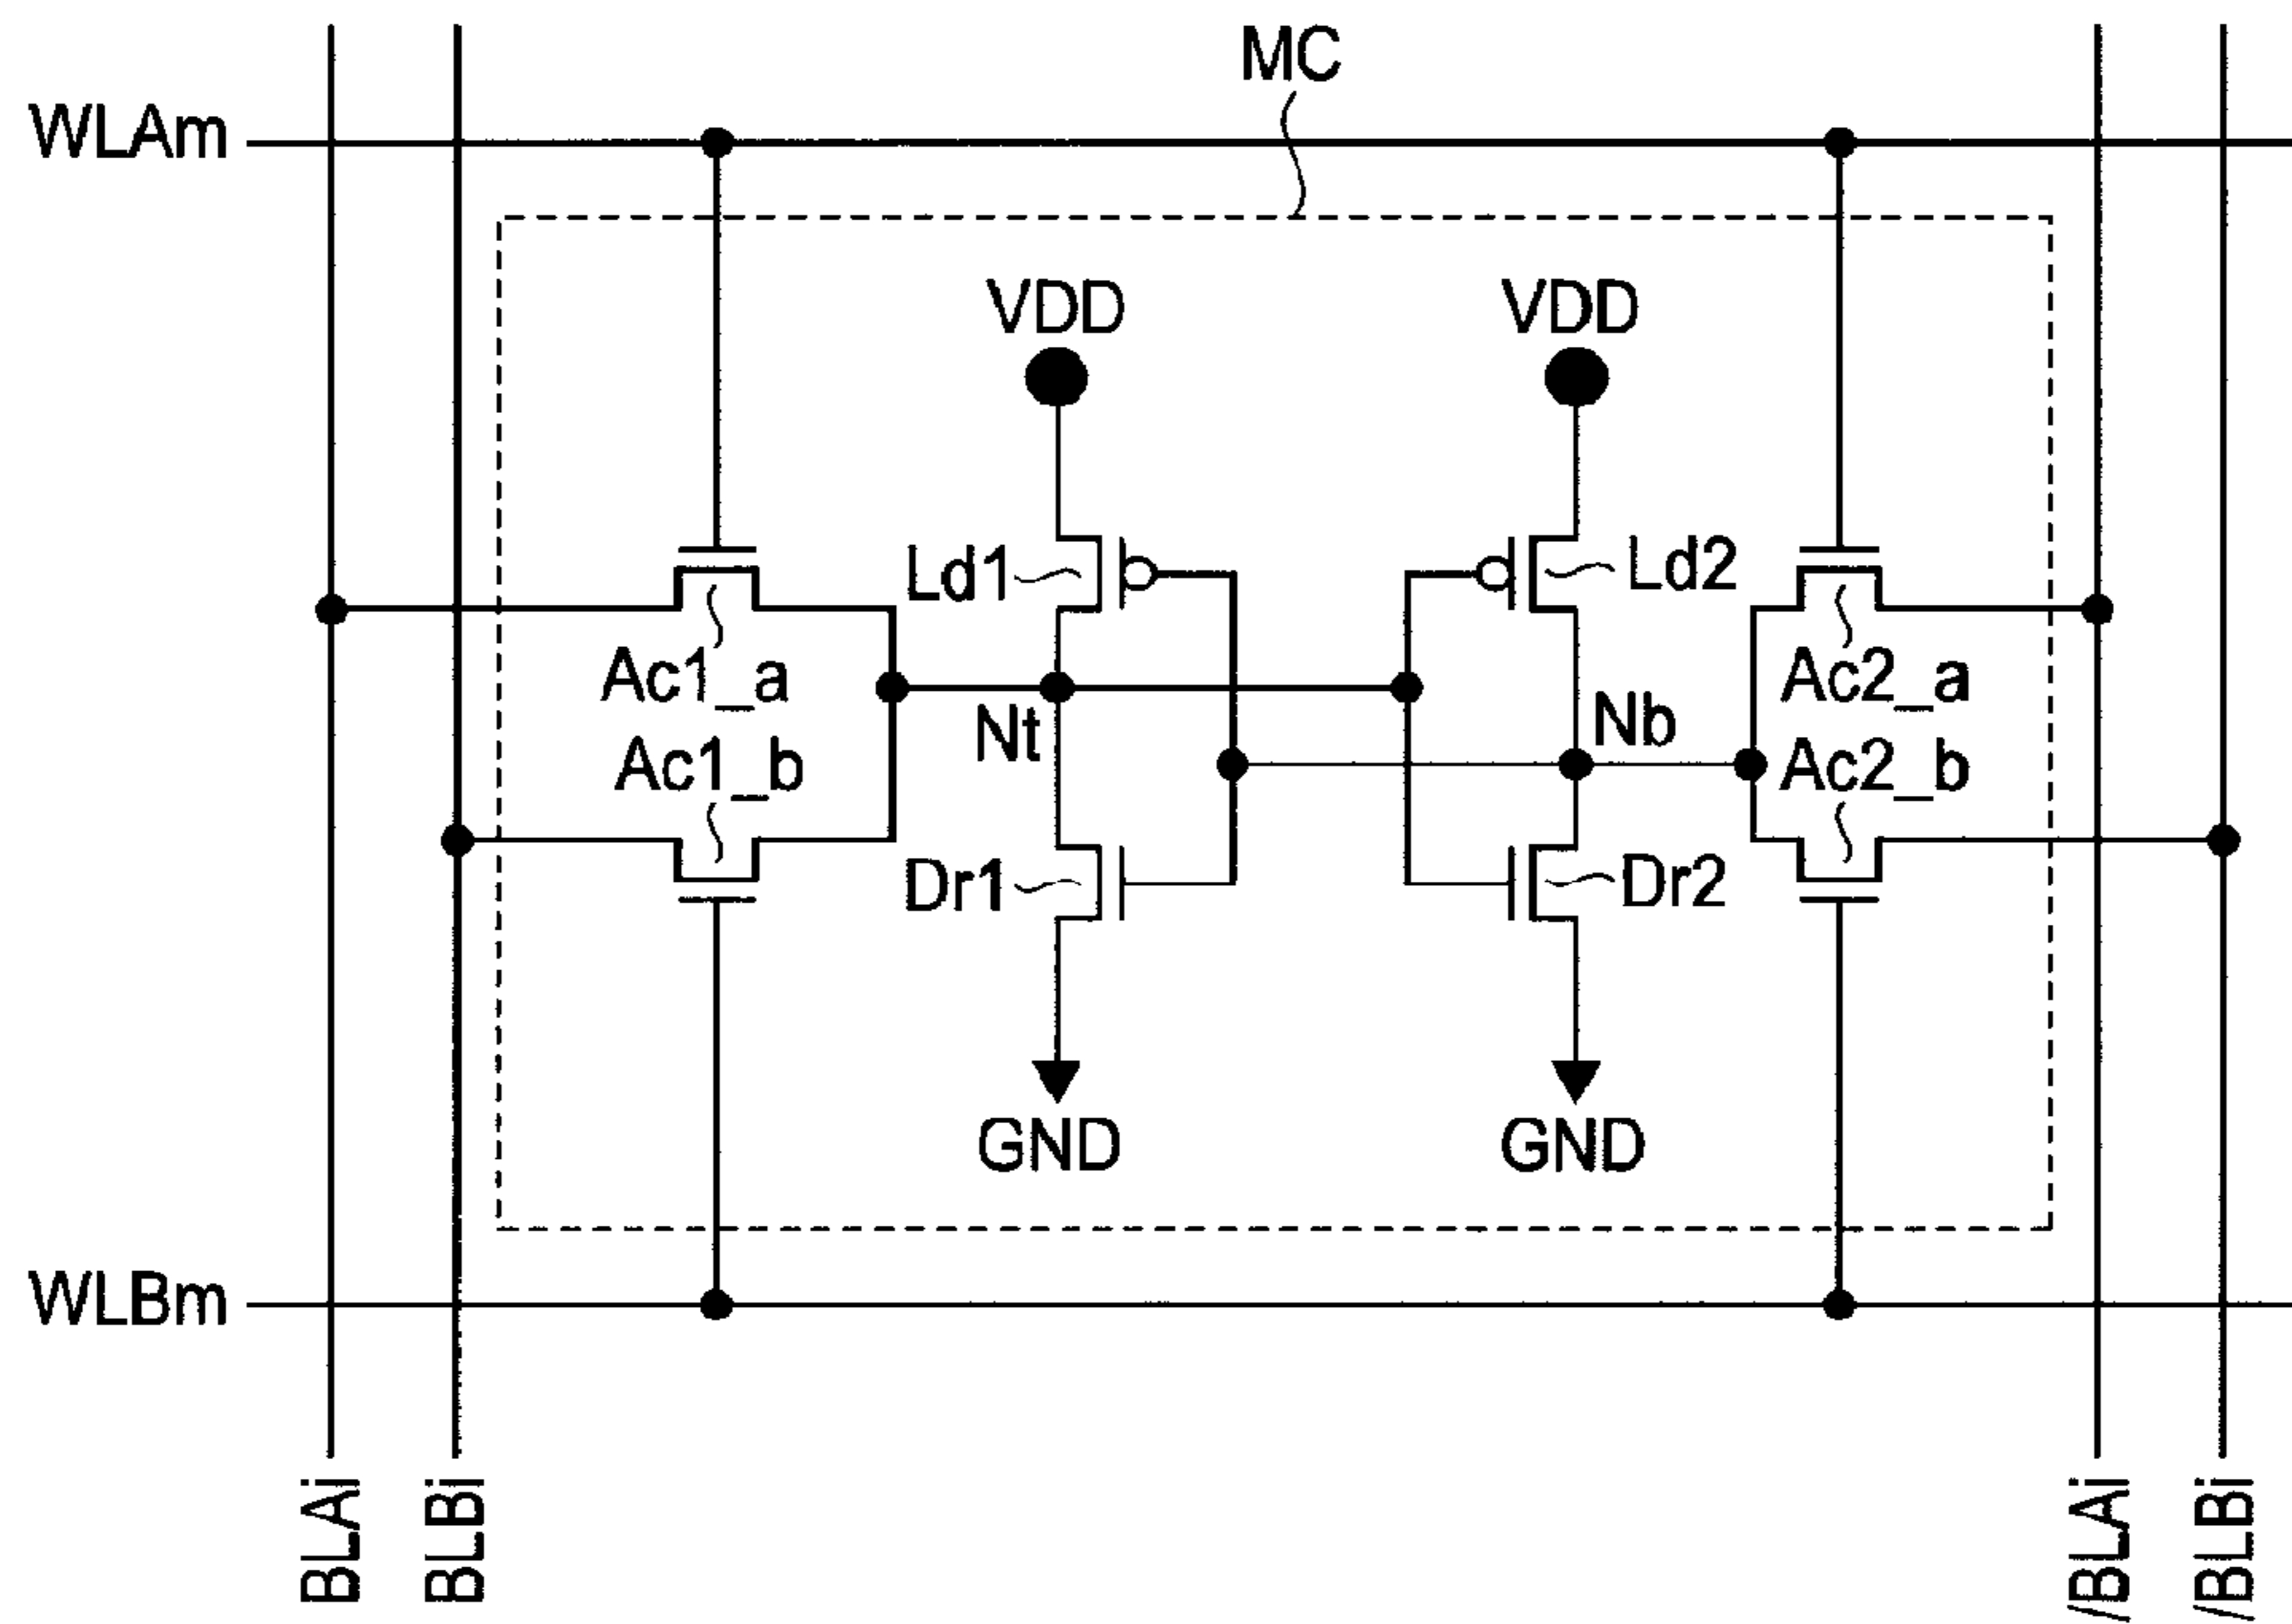 MC
WLAm
VDD
VDD
Ld1
Ld2
Ac1_a
Ac2_a
Nt
Nb
Ac1_b
Ac2_b
Dr1
Dr2
GND
GND
WLBm
BLAi
BLBi
/BLAi
/BLBi